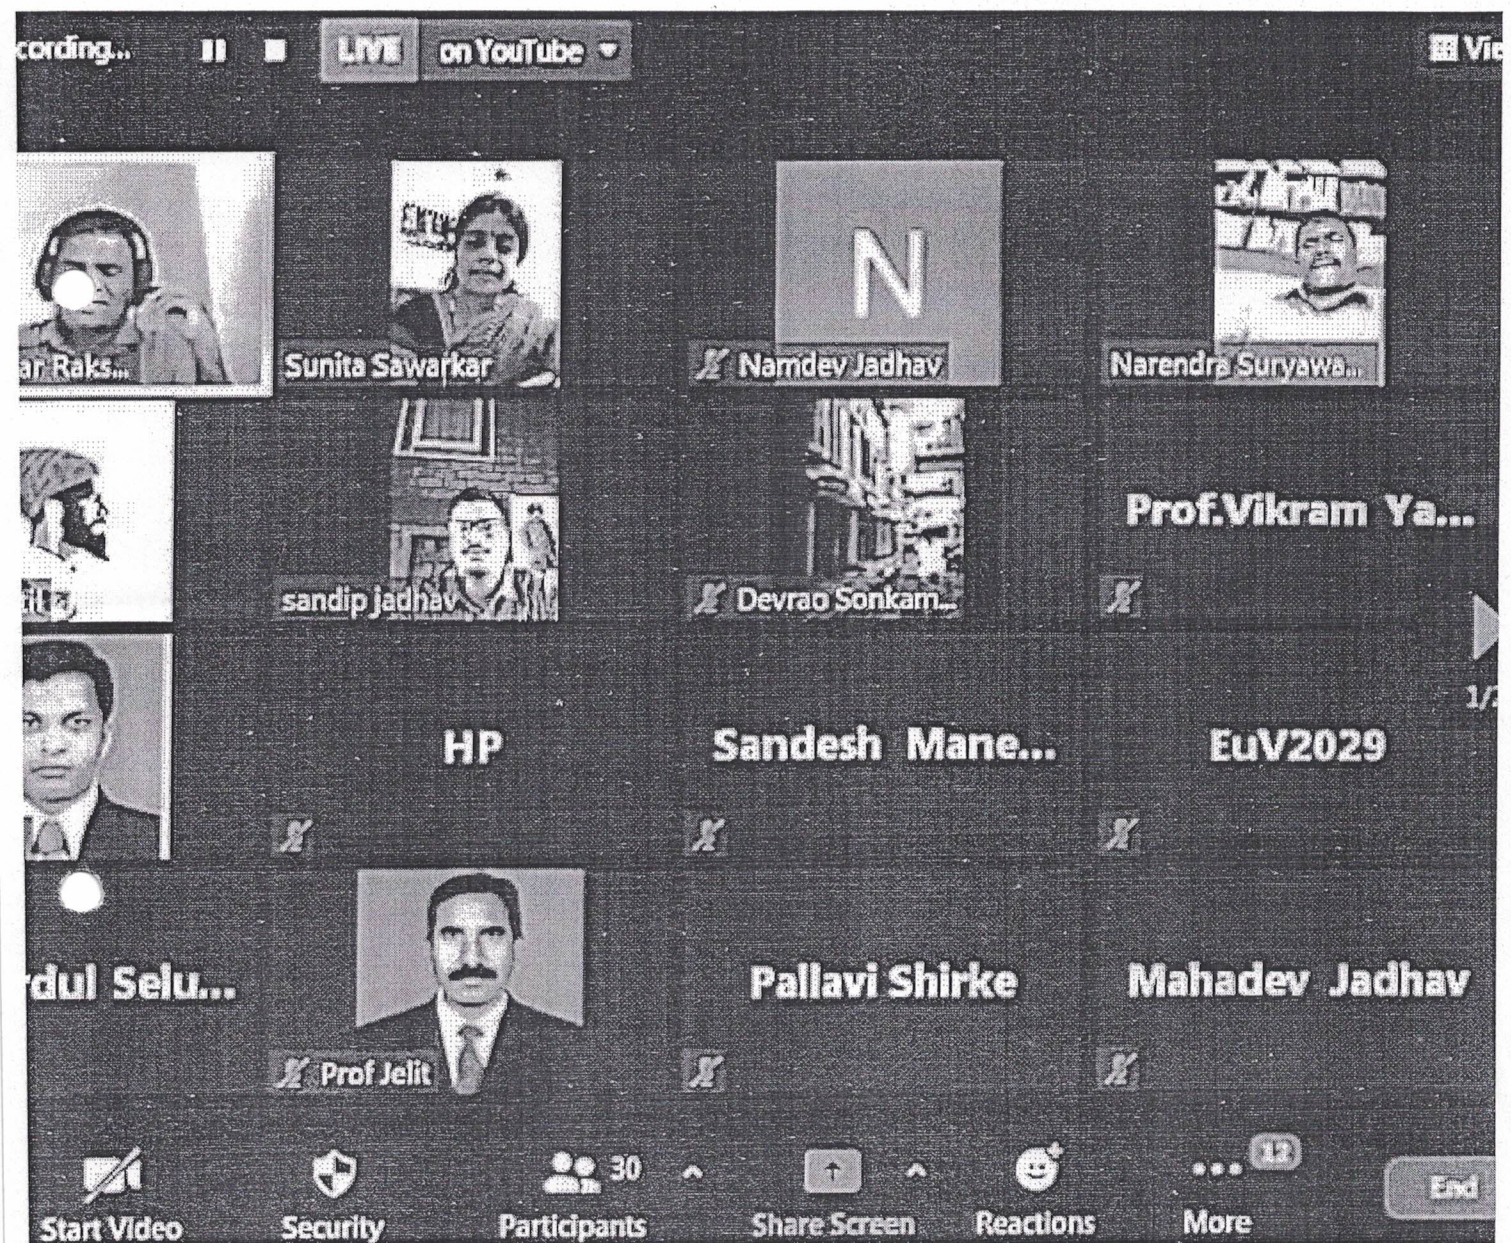 cording... LIVE on YouTube Vie
ar Raks... Sunita Sawarkar Namdev Jadhav Narendra Suryawa...
sandip jadhav Devrao Sonkam... Prof.Vikram Ya...
1/
HP Sandesh Mane... EuV2029
N
rdul Selu... Prof Jelit Pallavi Shirke Mahadev Jadhav
30 12 End
Start Video Security Participants Share Screen Reactions More